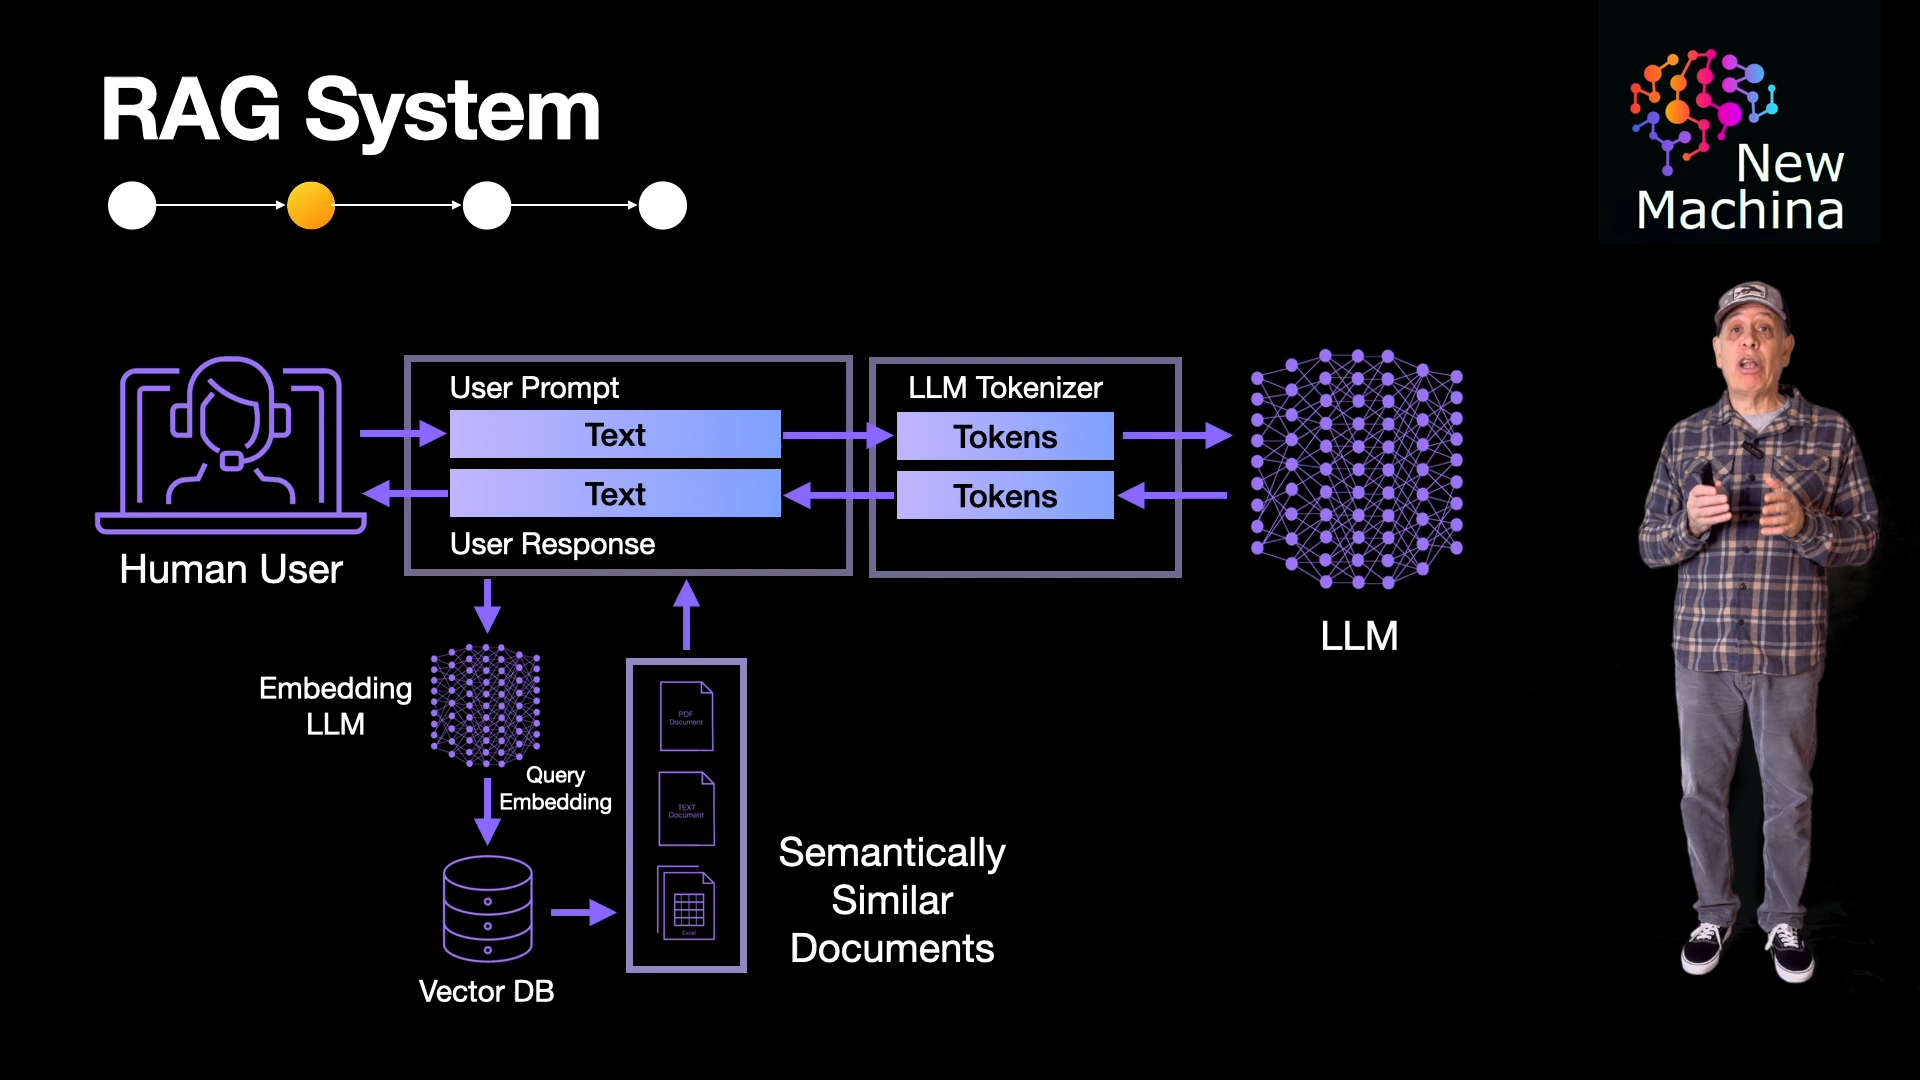 RAG System
New
Machina
User Prompt
LLM Tokenizer
Text
Tokens
Text
Tokens
User Response
Human User
LLM
Embedding
LLM
PDF
Document
Query
Embedding
TEXT
Document
Semantically
Similar
Documents
Excel
Vector DB